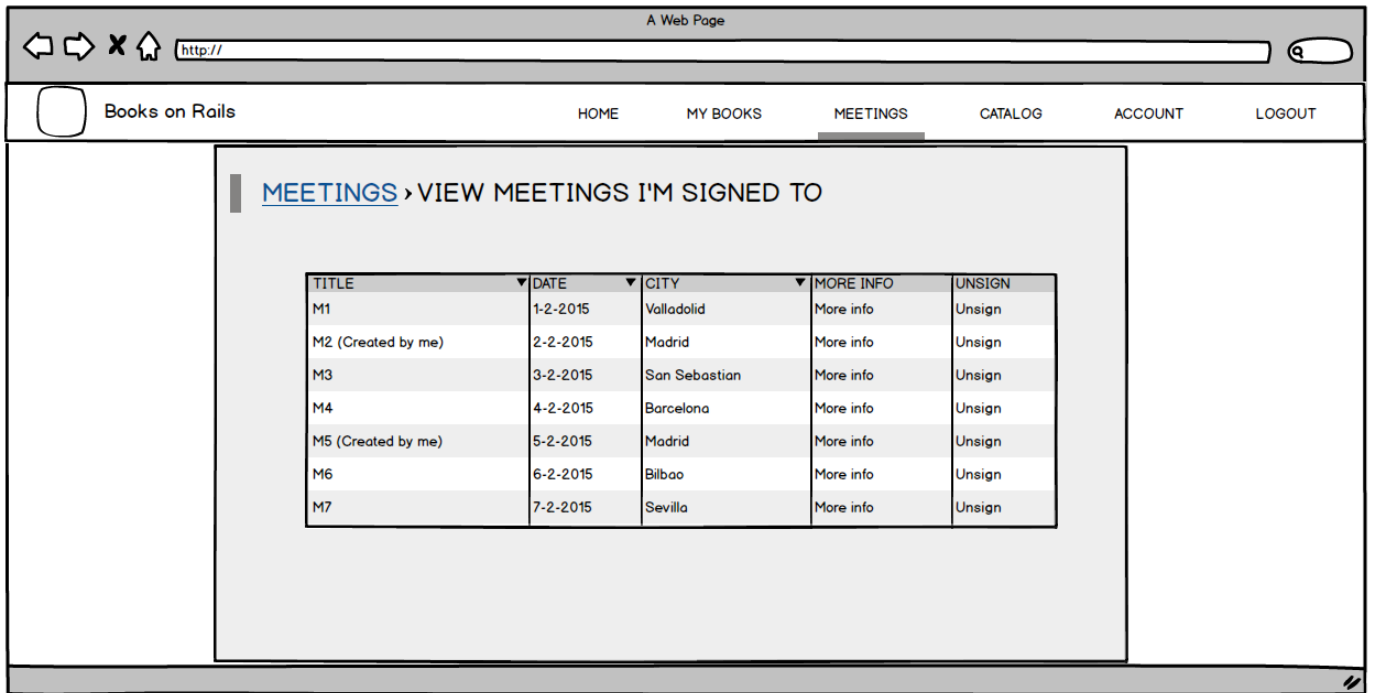 A Web Page
http://
Books on Rails HOME MY BOOKS MEETINGS CATALOG ACCOUNT LOGOUT
MEETINGS › VIEW MEETINGS I'M SIGNED TO
TITLE DATE CITY MORE INFO UNSIGN
M1 1-2-2015 Valladolid More info Unsign
M2 (Created by me) 2-2-2015 Madrid More info Unsign
M3 3-2-2015 San Sebastian More info Unsign
M4 4-2-2015 Barcelona More info Unsign
M5 (Created by me) 5-2-2015 Madrid More info Unsign
M6 6-2-2015 Bilbao More info Unsign
M7 7-2-2015 Sevilla More info Unsign